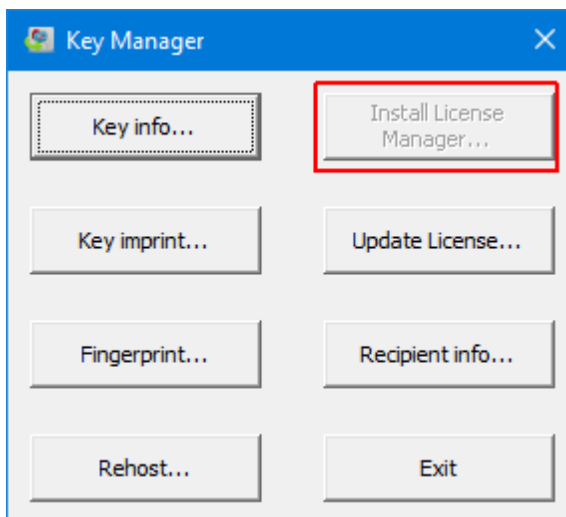 Key Manager
Key info...
Install License
Manager...
Key imprint...
Update License...
Fingerprint...
Recipient info...
Rehost...
Exit